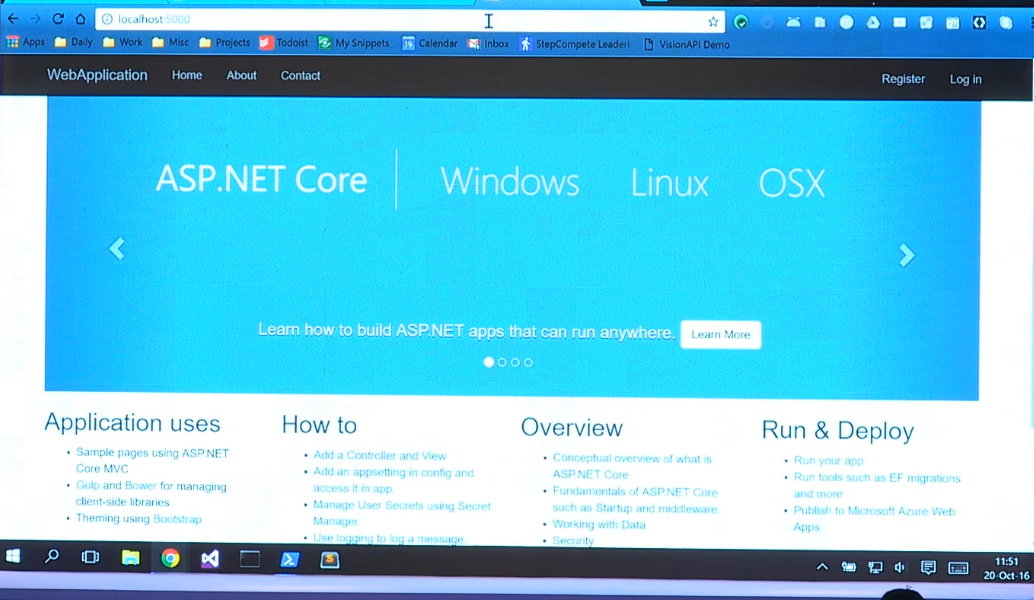 localhost:5000
Apps Daily Work Misc Projects Todoist My Snippets Calendar Inbox StepCompete Leader VisionAPI Demo
WebApplication Home About Contact Register Log in
ASP.NET Core Windows Linux OSX
Learn how to build ASP.NET apps that can run anywhere. Learn More
Application uses
Sample pages using ASP.NET
Core MVC
Gulp and Bower for managing
client-side libraries
Theming using Bootstrap
How to
Add a Controller and View
Add an appsetting in config and
access it in app.
Manage User Secrets using Secret
Manager.
Use logging to log a message.
Overview
Conceptual overview of what is
ASP.NET Core
Fundamentals of ASP.NET Core
such as Startup and middleware.
Working with Data
Security
Run & Deploy
Run your app
Run tools such as EF migrations
and more
Publish to Microsoft Azure Web
Apps
11:51
20-Oct-16